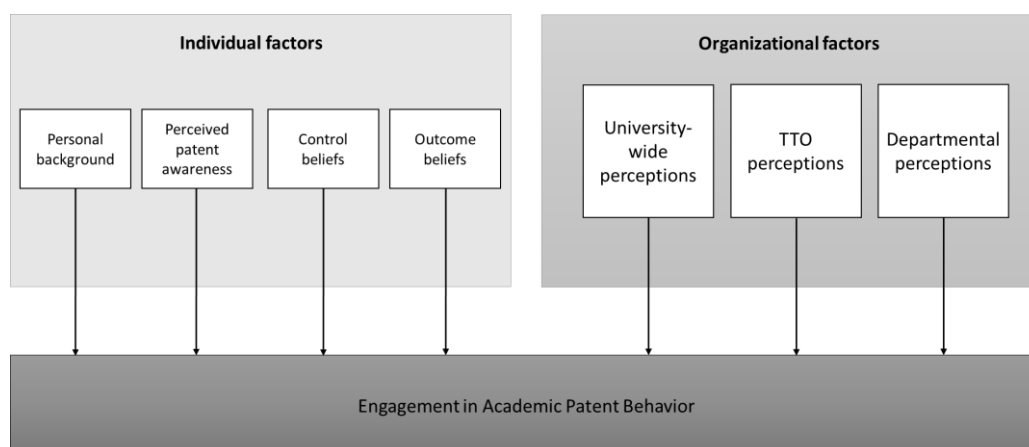 Individual factors
Organizational factors
Personal
background
Perceived
patent
awareness
Control
beliefs
Outcome
beliefs
University-
wide
perceptions
TTO
perceptions
Departmental
perceptions
Engagement in Academic Patent Behavior